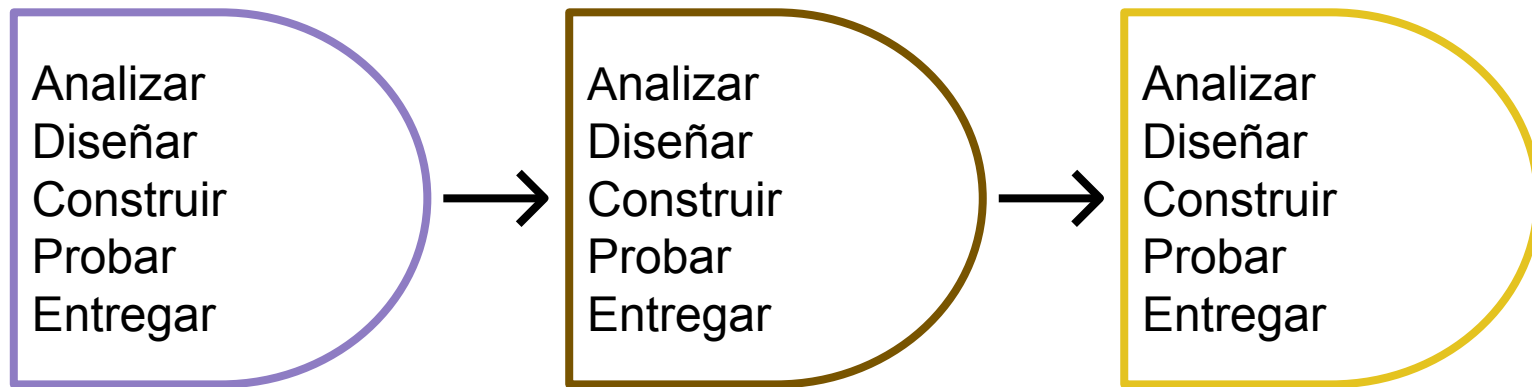 Analizar
Diseñar
Construir
Probar
Entregar
Analizar
Diseñar
Construir
Probar
Entregar
Analizar
Diseñar
Construir
Probar
Entregar